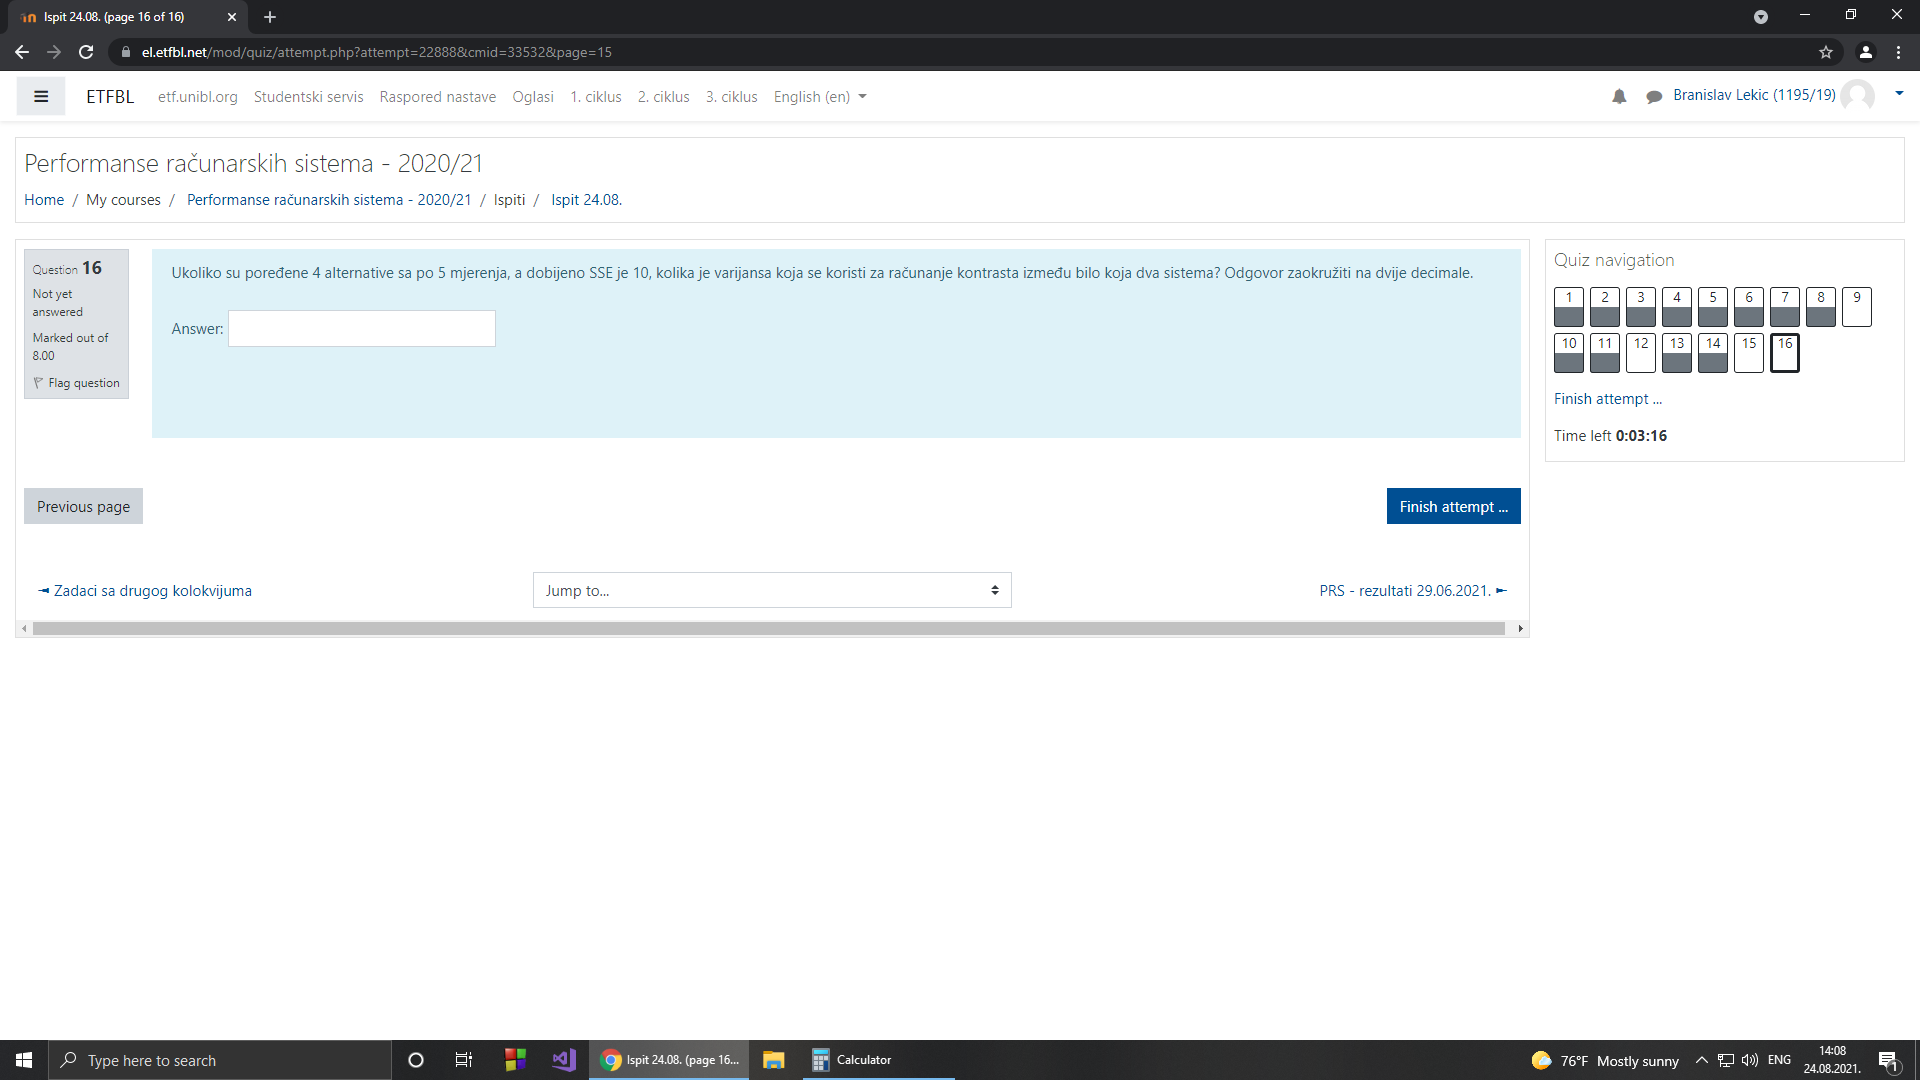 Ispit 24.08. (page 16 of 16)
el.etfbl.net/mod/quiz/attempt.php?attempt=22888&cmid=33532&page=15
ETFBL etf.unibl.org Studentski servis Raspored nastave Oglasi 1. ciklus 2. ciklus 3. ciklus English (en) Branislav Lekic (1195/19)
Performanse računarskih sistema - 2020/21
Home / My courses / Performanse računarskih sistema - 2020/21 / Ispiti / Ispit 24.08.
Question 16
Not yet
answered
Marked out of
8.00
Flag question
Ukoliko su poređene 4 alternative sa po 5 mjerenja, a dobijeno SSE je 10, kolika je varijansa koja se koristi za računanje kontrasta između bilo koja dva sistema? Odgovor zaokružiti na dvije decimale.
Answer:
Quiz navigation
1 2 3 4 5 6 7 8 9
10 11 12 13 14 15 16
Finish attempt ...
Time left 0:03:16
Previous page
Finish attempt ...
◄ Zadaci sa drugog kolokvijuma
Jump to...
PRS - rezultati 29.06.2021. ►
Type here to search
Ispit 24.08. (page 16...
Calculator
76°F Mostly sunny
ENG
14:08
24.08.2021.
1